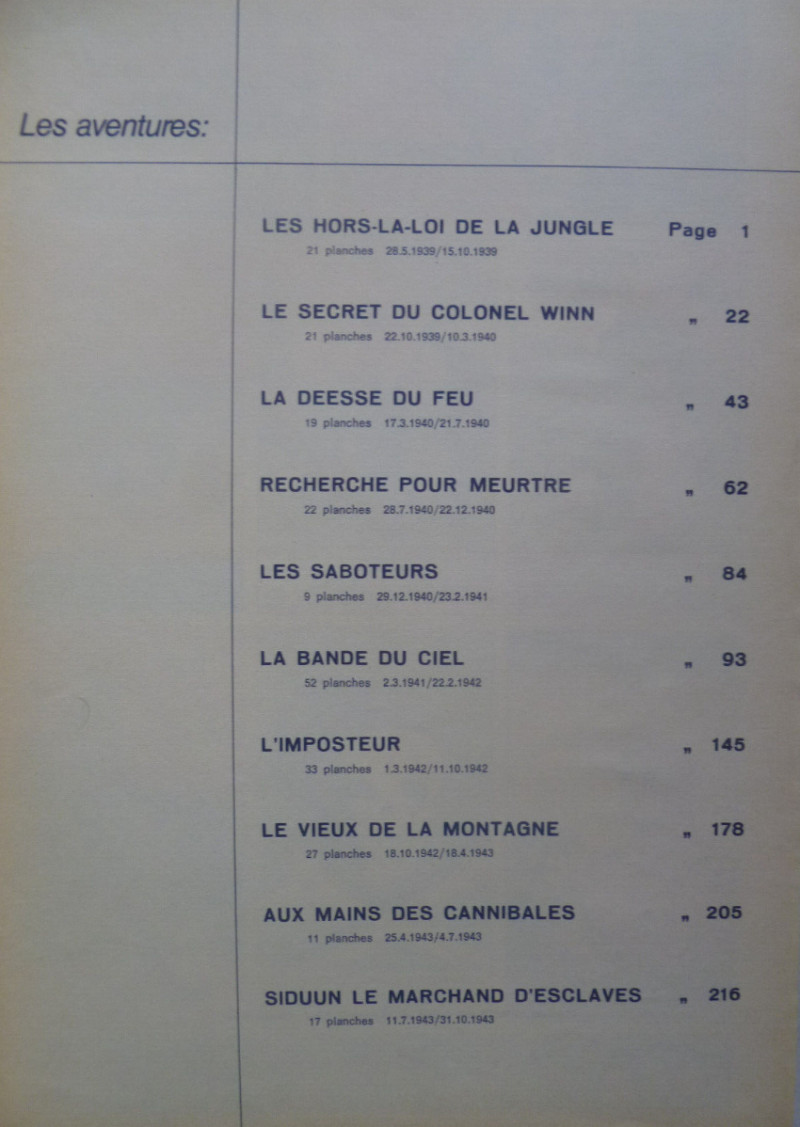 Les aventures:
LES HORS-LA-LOI DE LA JUNGLE Page 1
21 planches 28.5.1939/15.10.1939
LE SECRET DU COLONEL WINN „ 22
21 planches 22.10.1939/10.3.1940
LA DEESSE DU FEU „ 43
19 planches 17.3.1940/21.7.1940
RECHERCHE POUR MEURTRE „ 62
22 planches 28.7.1940/22.12.1940
LES SABOTEURS „ 84
9 planches 29.12.1940/23.2.1941
LA BANDE DU CIEL „ 93
52 planches 2.3.1941/22.2.1942
L'IMPOSTEUR „ 145
33 planches 1.3.1942/11.10.1942
LE VIEUX DE LA MONTAGNE „ 178
27 planches 18.10.1942/18.4.1943
AUX MAINS DES CANNIBALES „ 205
11 planches 25.4.1943/4.7.1943
SIDUUN LE MARCHAND D'ESCLAVES „ 216
17 planches 11.7.1943/31.10.1943